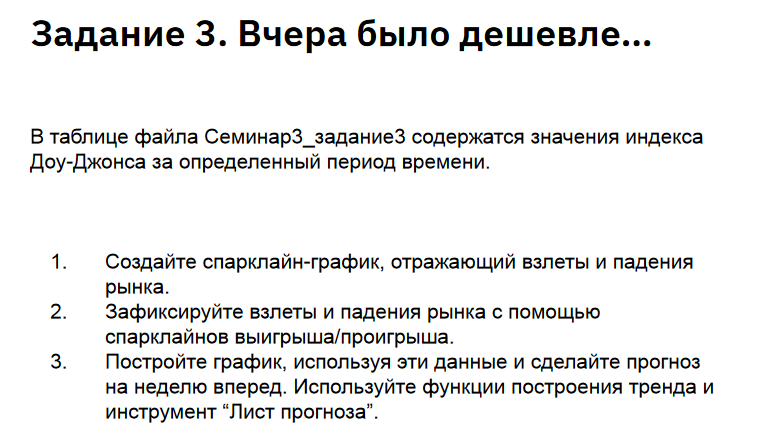 Задание 3. Вчера было дешевле...
В таблице файла Семинар3_задание3 содержатся значения индекса
Доу-Джонса за определенный период времени.
1. Создайте спарклайн-график, отражающий взлеты и падения
рынка.
2. Зафиксируйте взлеты и падения рынка с помощью
спарклайнов выигрыша/проигрыша.
3. Постройте график, используя эти данные и сделайте прогноз
на неделю вперед. Используйте функции построения тренда и
инструмент “Лист прогноза”.